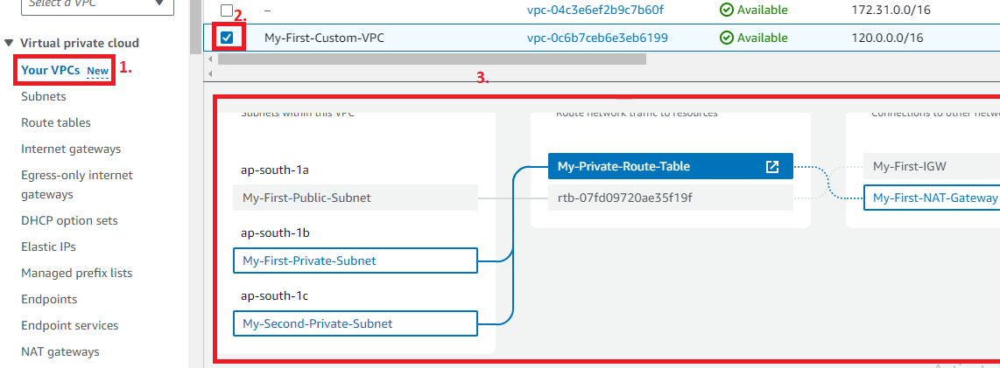 Select a VPC
Virtual private cloud
Your VPCs New
1.
Subnets
Route tables
Internet gateways
Egress-only internet
gateways
DHCP option sets
Elastic IPs
Managed prefix lists
Endpoints
Endpoint services
NAT gateways
2.
– vpc-04c3e6ef2b9c7b60f Available 172.31.0.0/16
My-First-Custom-VPC vpc-0c6b7ceb6e3eb6199 Available 120.0.0.0/16
3.
Subnets within this VPC
ap-south-1a
My-First-Public-Subnet
ap-south-1b
My-First-Private-Subnet
ap-south-1c
My-Second-Private-Subnet
Route network traffic to resources
My-Private-Route-Table
rtb-07fd09720ae35f19f
Connections to other netw
My-First-IGW
My-First-NAT-Gateway